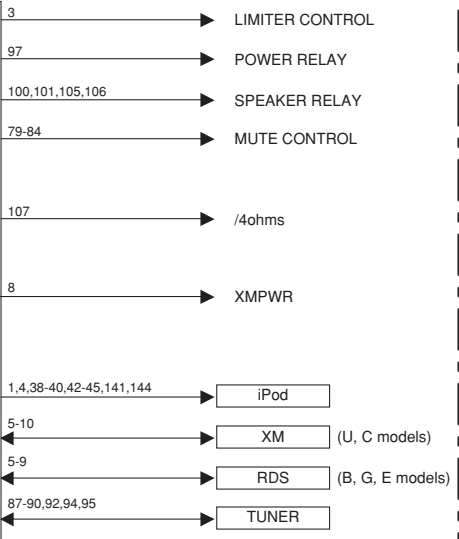 3
LIMITER CONTROL
97
POWER RELAY
100,101,105,106
SPEAKER RELAY
79-84
MUTE CONTROL
107
/4ohms
8
XMPWR
1,4,38-40,42-45,141,144
iPod
5-10
XM (U, C models)
5-9
RDS (B, G, E models)
87-90,92,94,95
TUNER